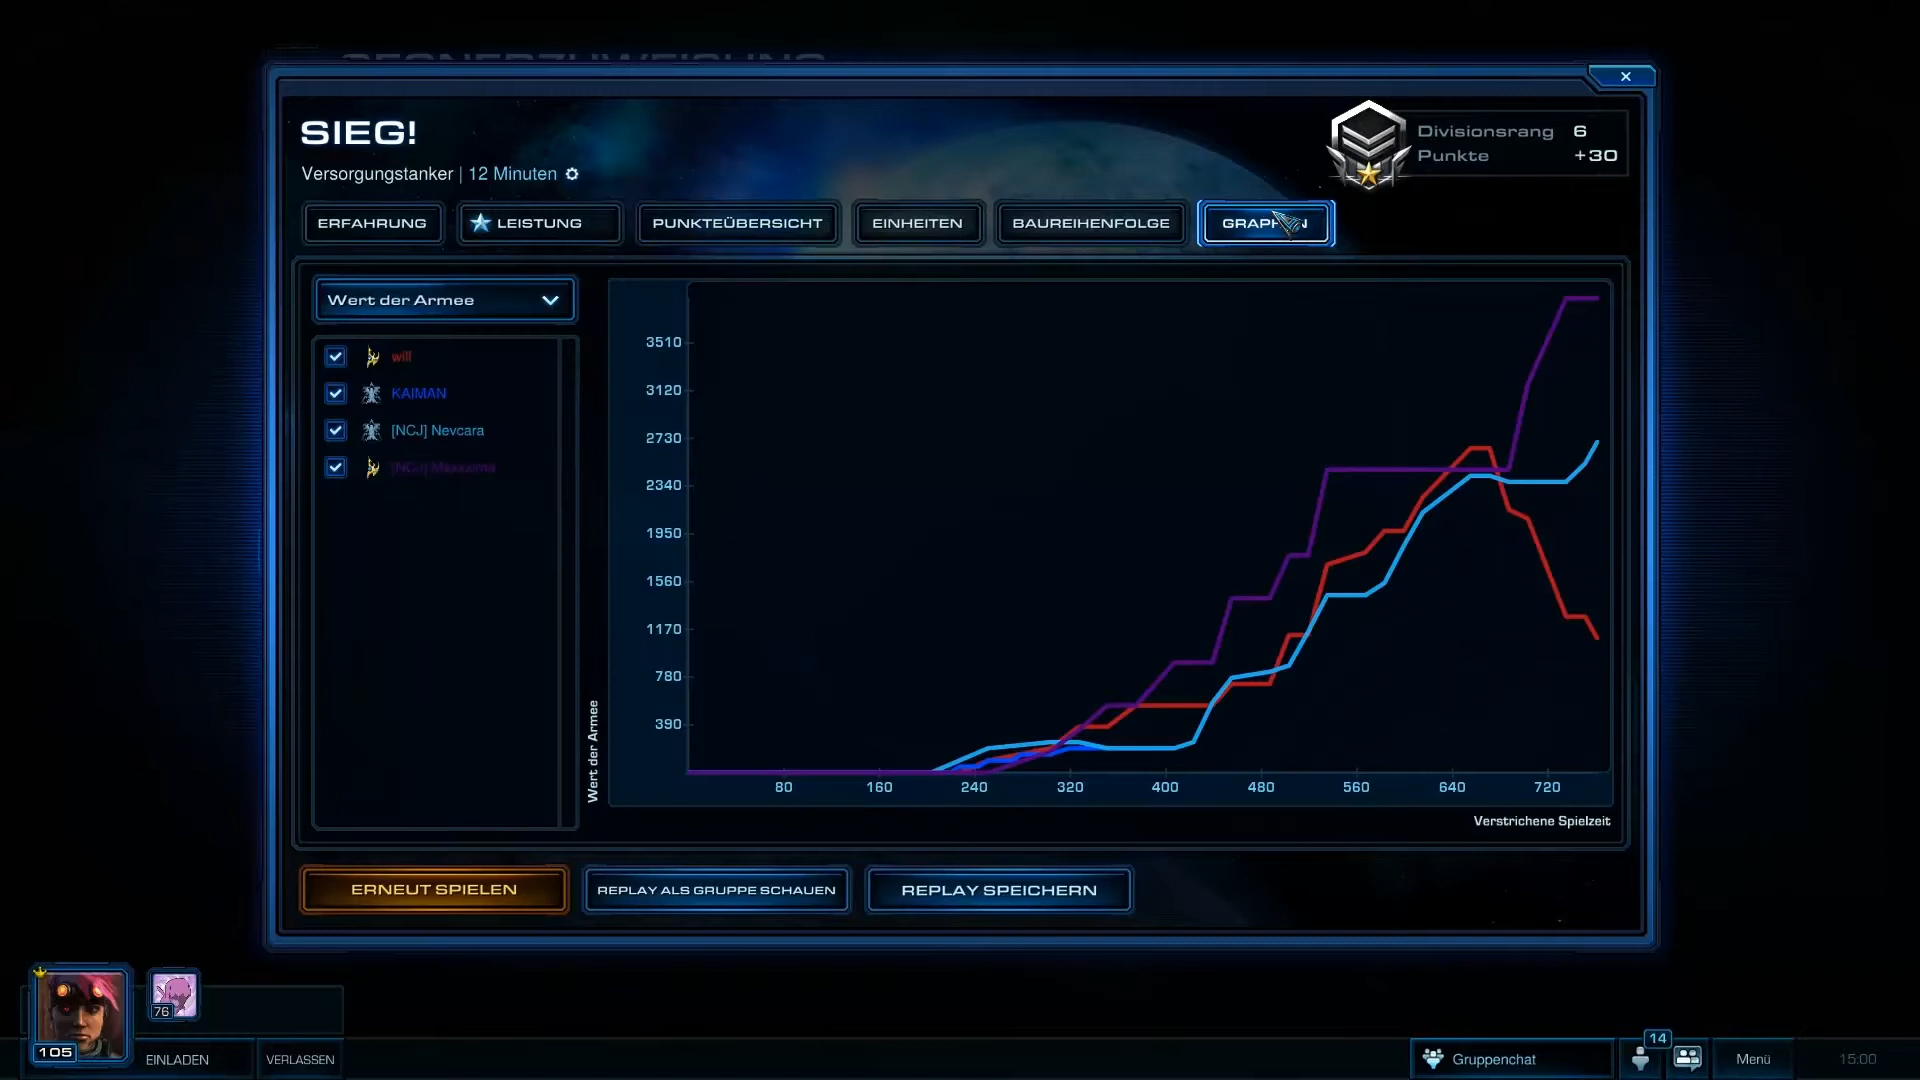 SIEG!
Versorgungstanker | 12 Minuten
Divisionsrang 6
Punkte +30
ERFAHRUNG
LEISTUNG
PUNKTEÜBERSICHT
EINHEITEN
BAUREIHENFOLGE
Wert der Armee
will
KAIMAN
[NCJ] Nevcara
[NCJ]
3510
3120
2730
2340
1950
1560
1170
780
390
Wert der Armee
80 160 240 320 400 480 560 640 720
Verstrichene Spielzeit
ERNEUT SPIELEN
REPLAY ALS GRUPPE SCHAUEN
REPLAY SPEICHERN
105
76
EINLADEN
VERLASSEN
Gruppenchat
14
Menü
15:00